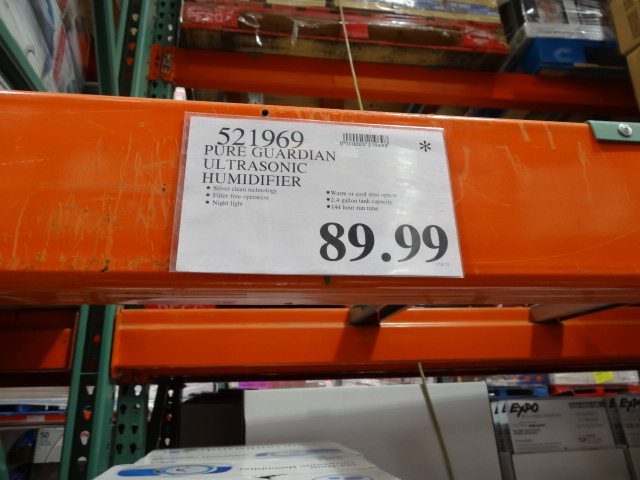 521969
PURE GUARDIAN
ULTRASONIC
HUMIDIFIER
*
• Silver clean technology
• Filter free operation
• Night light
• Warm or cool mist option
• 2.4 gallon tank capacity
• 144 hour run time
89.99
EXPO
50